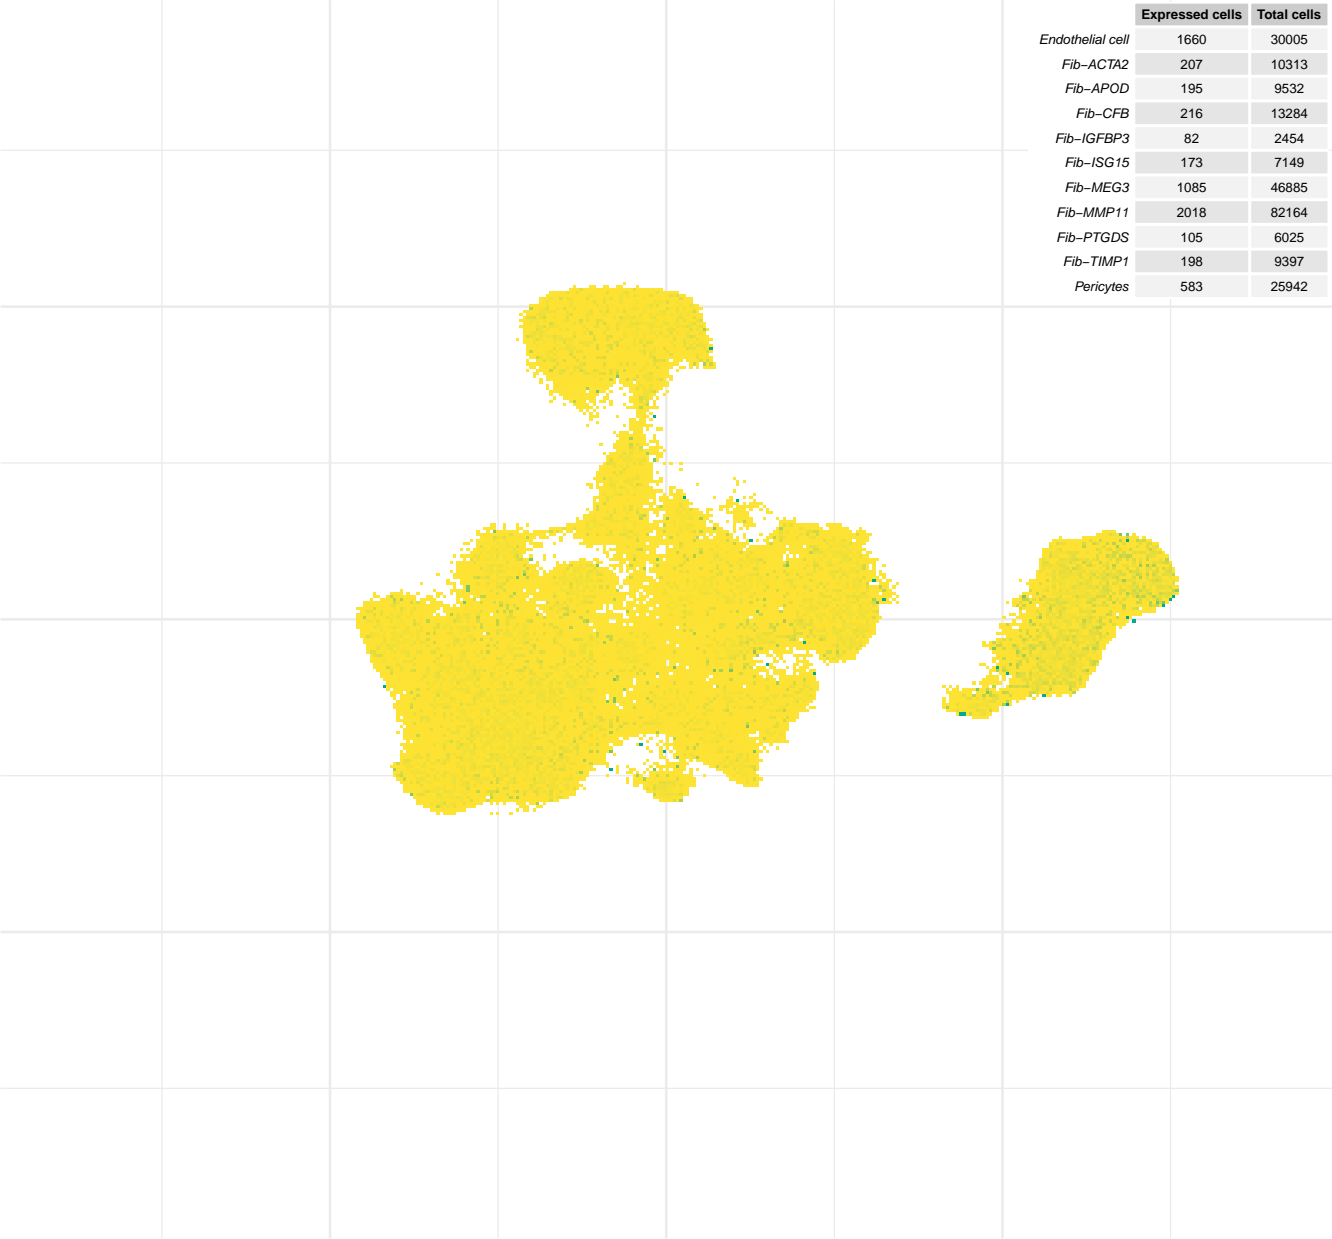 Expressed cells Total cells
Endothelial cell 1660 30005
Fib−ACTA2 207 10313
Fib−APOD 195 9532
Fib−CFB 216 13284
Fib−IGFBP3 82 2454
Fib−ISG15 173 7149
Fib−MEG3 1085 46885
Fib−MMP11 2018 82164
Fib−PTGDS 105 6025
Fib−TIMP1 198 9397
Pericytes 583 25942